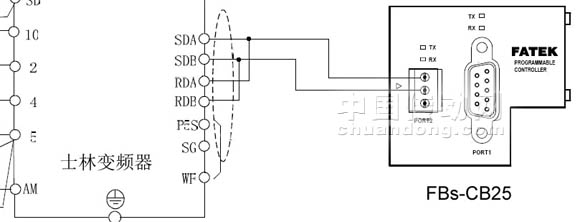 SD
10
2
4
E
AM
SDA
SDB
RDA
RDB
PES
SG
WF
士林变频器
TX
RX
TX
RX
FATEK
PROGRAMMABLE
CONTROLLER
PORT2
PORT1
chuandong.com
FBs-CB25